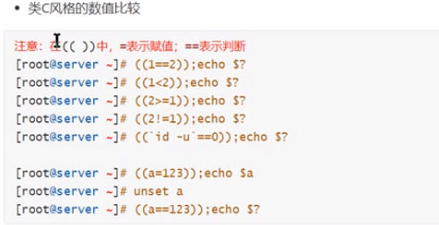 • 类C风格的数值比较
注意：在(( ))中，=表示赋值；==表示判断
[root@server ~]# ((1==2));echo $?
[root@server ~]# ((1<2));echo $?
[root@server ~]# ((2>=1));echo $?
[root@server ~]# ((2!=1));echo $?
[root@server ~]# ((`id -u`==0));echo $?
[root@server ~]# ((a=123));echo $a
[root@server ~]# unset a
[root@server ~]# ((a==123));echo $?